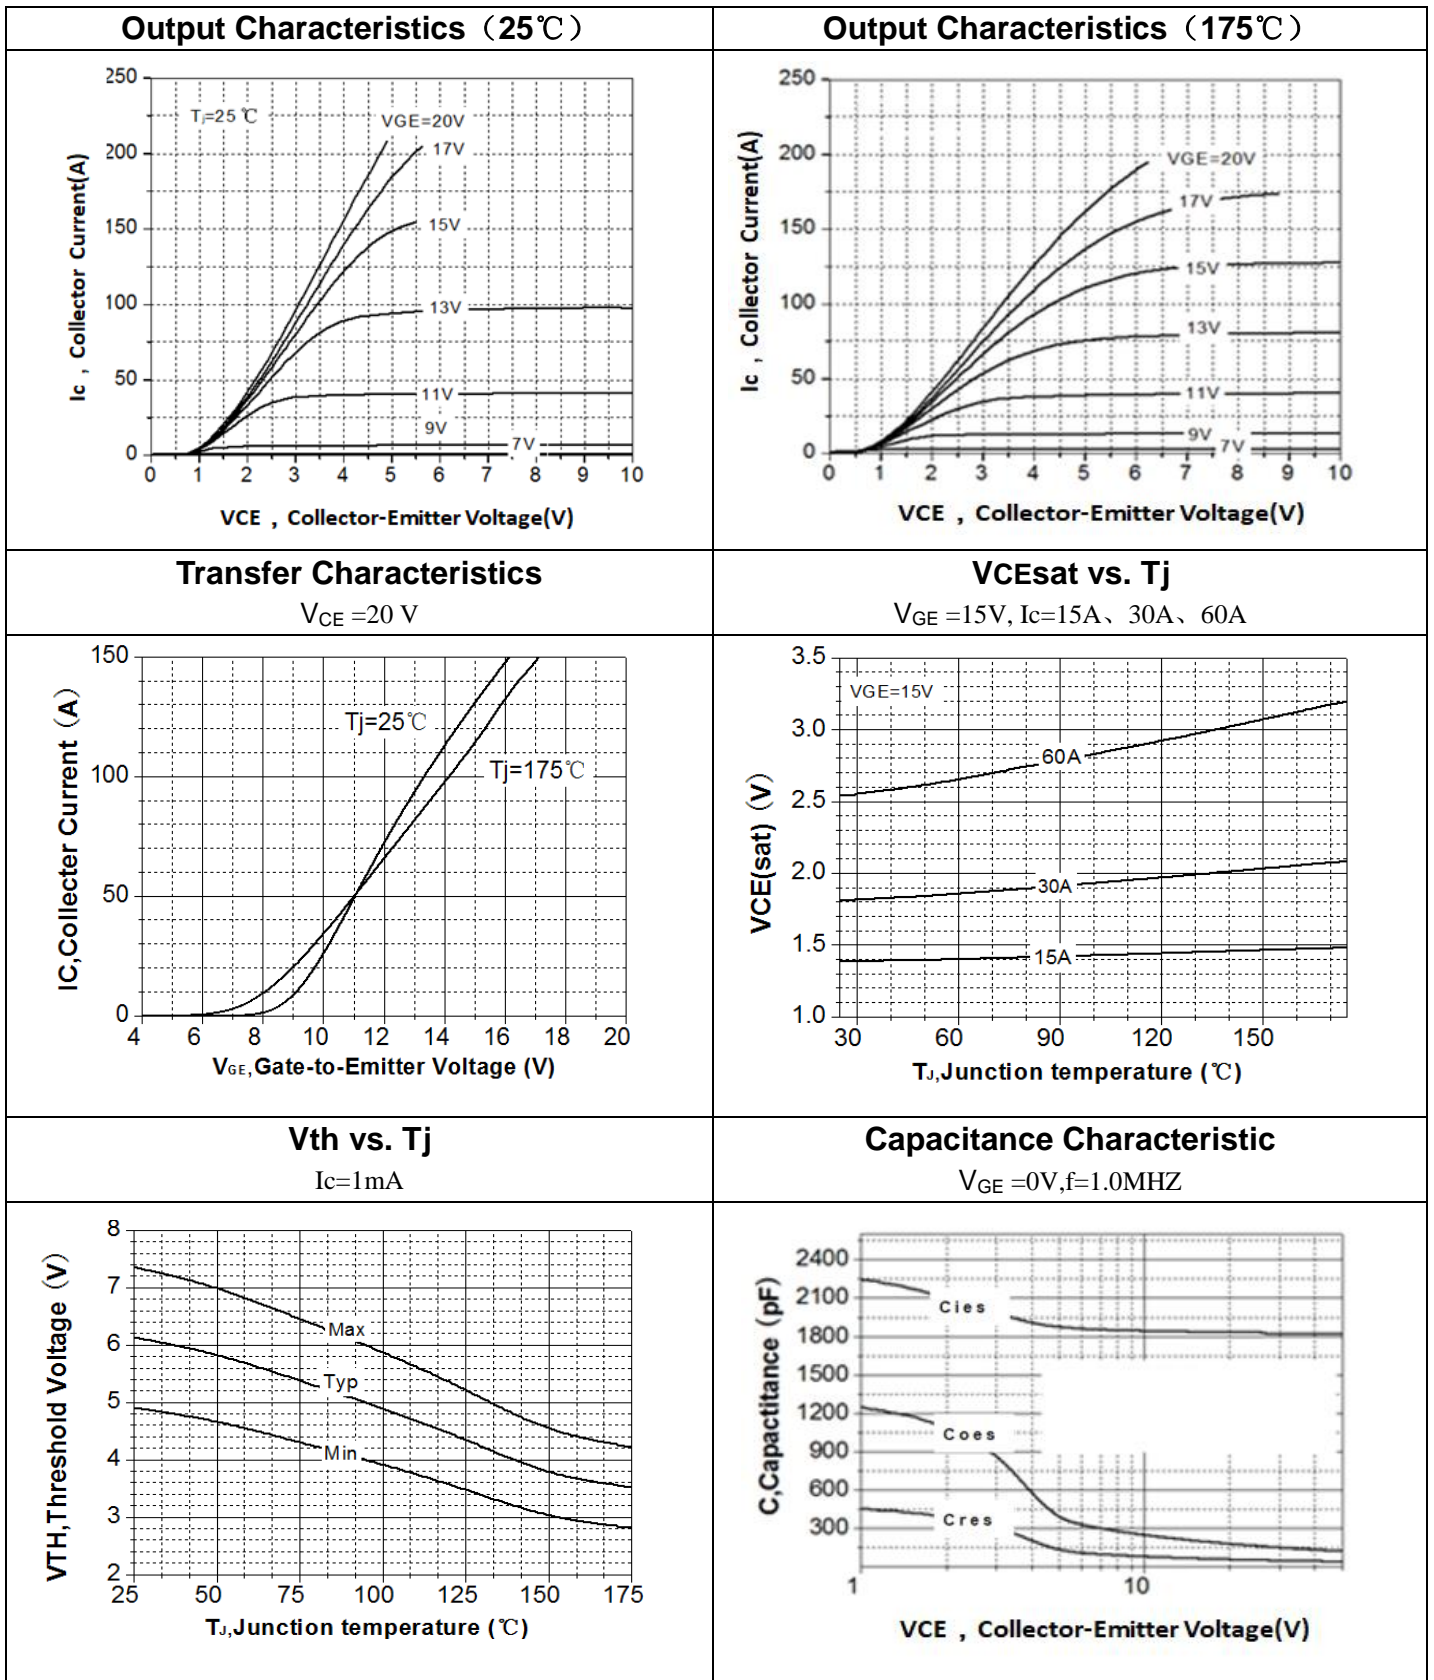 Output Characteristics（25℃）
Output Characteristics（175℃）
250
200
150
100
50
0
Ic , Collector Current(A)
Tj=25 ℃
VGE=20V
17V
15V
13V
11V
9V
7V
0 1 2 3 4 5 6 7 8 9 10
VCE , Collector-Emitter Voltage(V)
250
200
150
100
50
0
Ic , Collector Current(A)
VGE=20V
17V
15V
13V
11V
9V
7V
0 1 2 3 4 5 6 7 8 9 10
VCE , Collector-Emitter Voltage(V)
Transfer Characteristics
VCE =20 V
VCEsat vs. Tj
VGE =15V, Ic=15A、30A、60A
150
100
50
0
IC,Collecter Current（A）
Tj=25℃
Tj=175℃
4 6 8 10 12 14 16 18 20
VGE,Gate-to-Emitter Voltage (V)
3.5
3.0
2.5
2.0
1.5
1.0
VCE(sat)（V）
VGE=15V
60A
30A
15A
30 60 90 120 150
TJ,Junction temperature (℃)
Vth vs. Tj
Ic=1mA
Capacitance Characteristic
VGE =0V,f=1.0MHZ
8
7
6
5
4
3
2
VTH,Threshold Voltage（V）
Max
Typ
Min
25 50 75 100 125 150 175
TJ,Junction temperature (℃)
2400
2100
1800
1500
1200
900
600
300
C,Capactitance (pF)
Cies
Coes
Cres
1 10
VCE , Collector-Emitter Voltage(V)